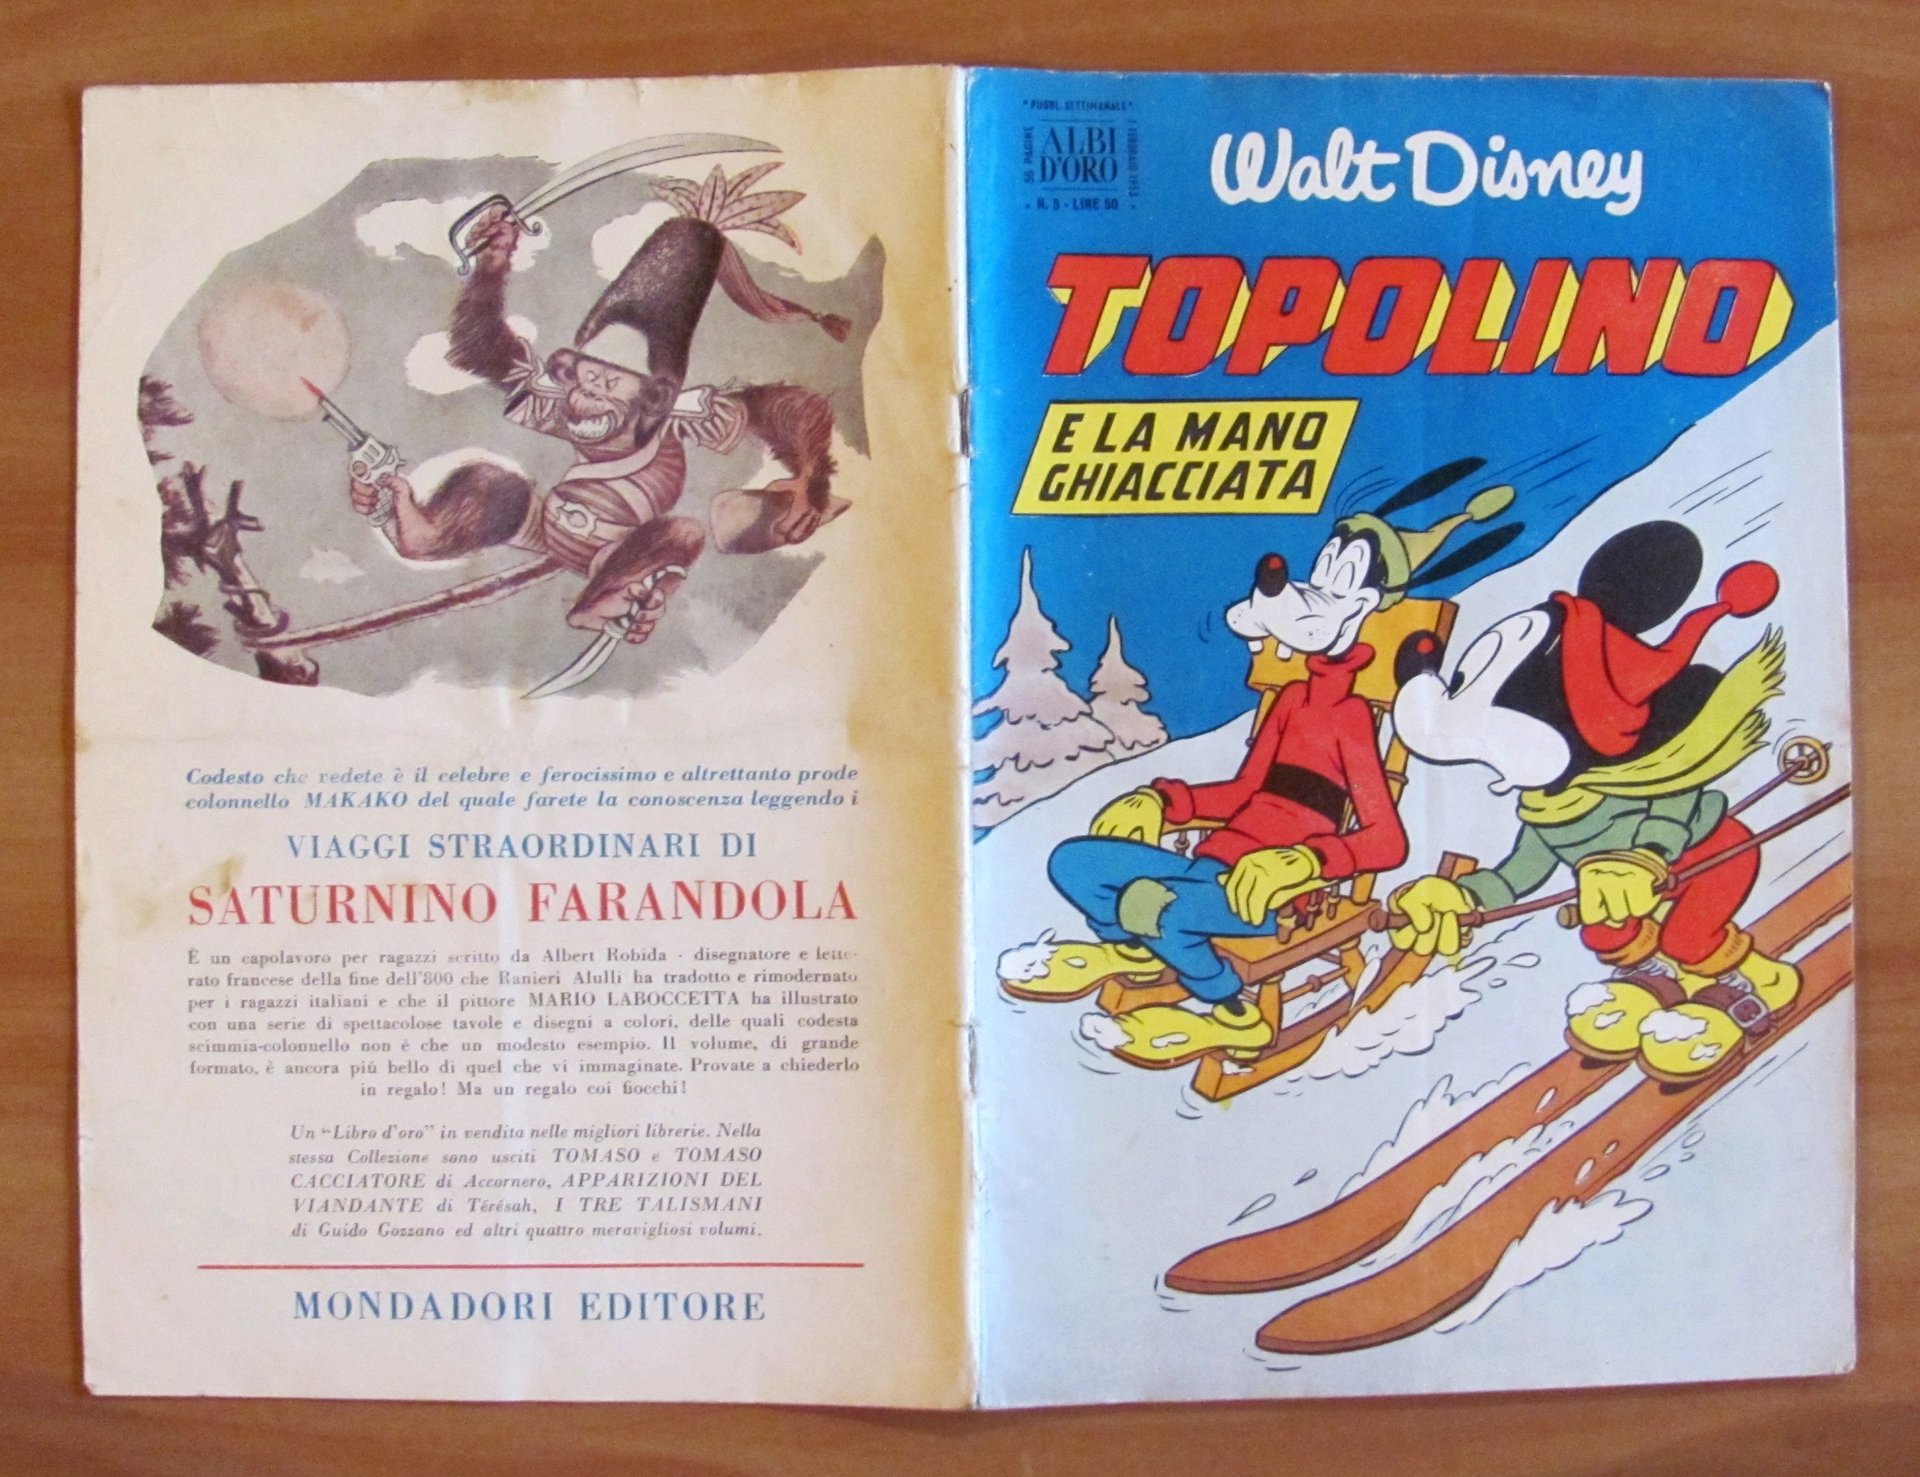 Codesto che vedete è il celebre e ferocissimo e altrettanto prode
colonnello MAKAKO del quale farete la conoscenza leggendo i
VIAGGI STRAORDINARI DI
SATURNINO FARANDOLA
È un capolavoro per ragazzi scritto da Albert Robida - disegnatore e lette-
rato francese della fine dell'800 che Ranieri Alulli ha tradotto e rimodernato
per i ragazzi italiani e che il pittore MARIO LABOCCETTA ha illustrato
con una serie di spettacolose tavole e disegni a colori, delle quali codesta
scimmia-colonnello non è che un modesto esempio. Il volume, di grande
formato, è ancora più bello di quel che vi immaginate. Provate a chiederlo
in regalo! Ma un regalo coi fiocchi!
Un "Libro d'oro" in vendita nelle migliori librerie. Nella
stessa Collezione sono usciti TOMASO e TOMASO
CACCIATORE di Accornero, APPARIZIONI DEL
VIANDANTE di Térésah, I TRE TALISMANI
di Guido Gozzano ed altri quattro meravigliosi volumi.
MONDADORI EDITORE
"PUBBL. SETTIMANALE"
56 PAGINE
ALBI
D'ORO
FEBBRAIO 1953
N. 5 - LIRE 50
Walt Disney
TOPOLINO
E LA MANO
GHIACCIATA